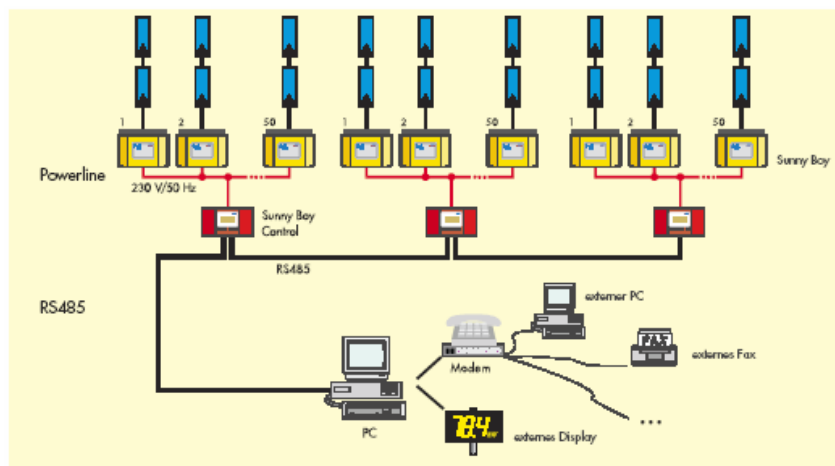 1 2 50 1 2 50 1 2 50
Sunny Boy
Powerline
230 V/50 Hz
Sunny Boy
Control
RS485
RS485
externer PC
FAX
externes Fax
Modem
...
78.4
externes Display
PC